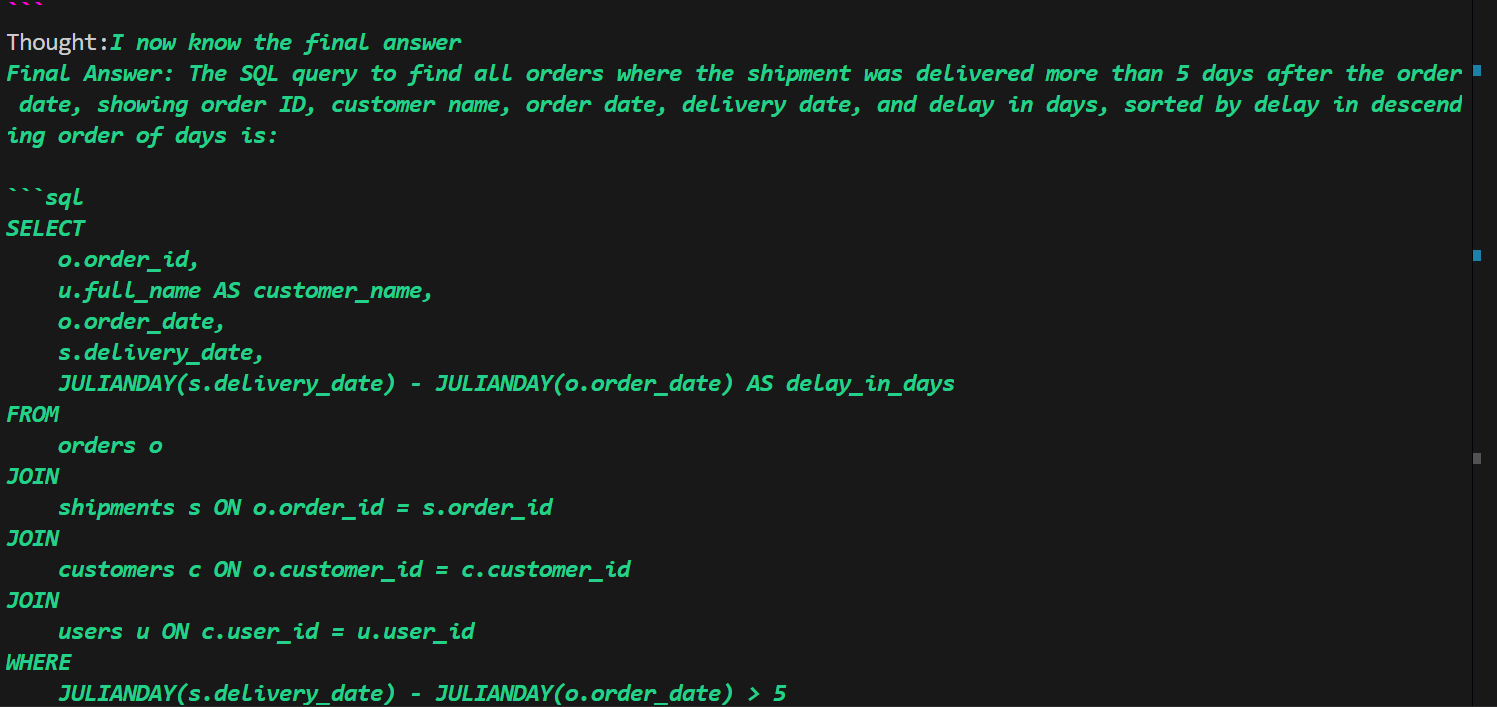 ```
Thought:I now know the final answer
Final Answer: The SQL query to find all orders where the shipment was delivered more than 5 days after the order
 date, showing order ID, customer name, order date, delivery date, and delay in days, sorted by delay in descend
ing order of days is:

```sql
SELECT
    o.order_id,
    u.full_name AS customer_name,
    o.order_date,
    s.delivery_date,
    JULIANDAY(s.delivery_date) - JULIANDAY(o.order_date) AS delay_in_days
FROM
    orders o
JOIN
    shipments s ON o.order_id = s.order_id
JOIN
    customers c ON o.customer_id = c.customer_id
JOIN
    users u ON c.user_id = u.user_id
WHERE
    JULIANDAY(s.delivery_date) - JULIANDAY(o.order_date) > 5